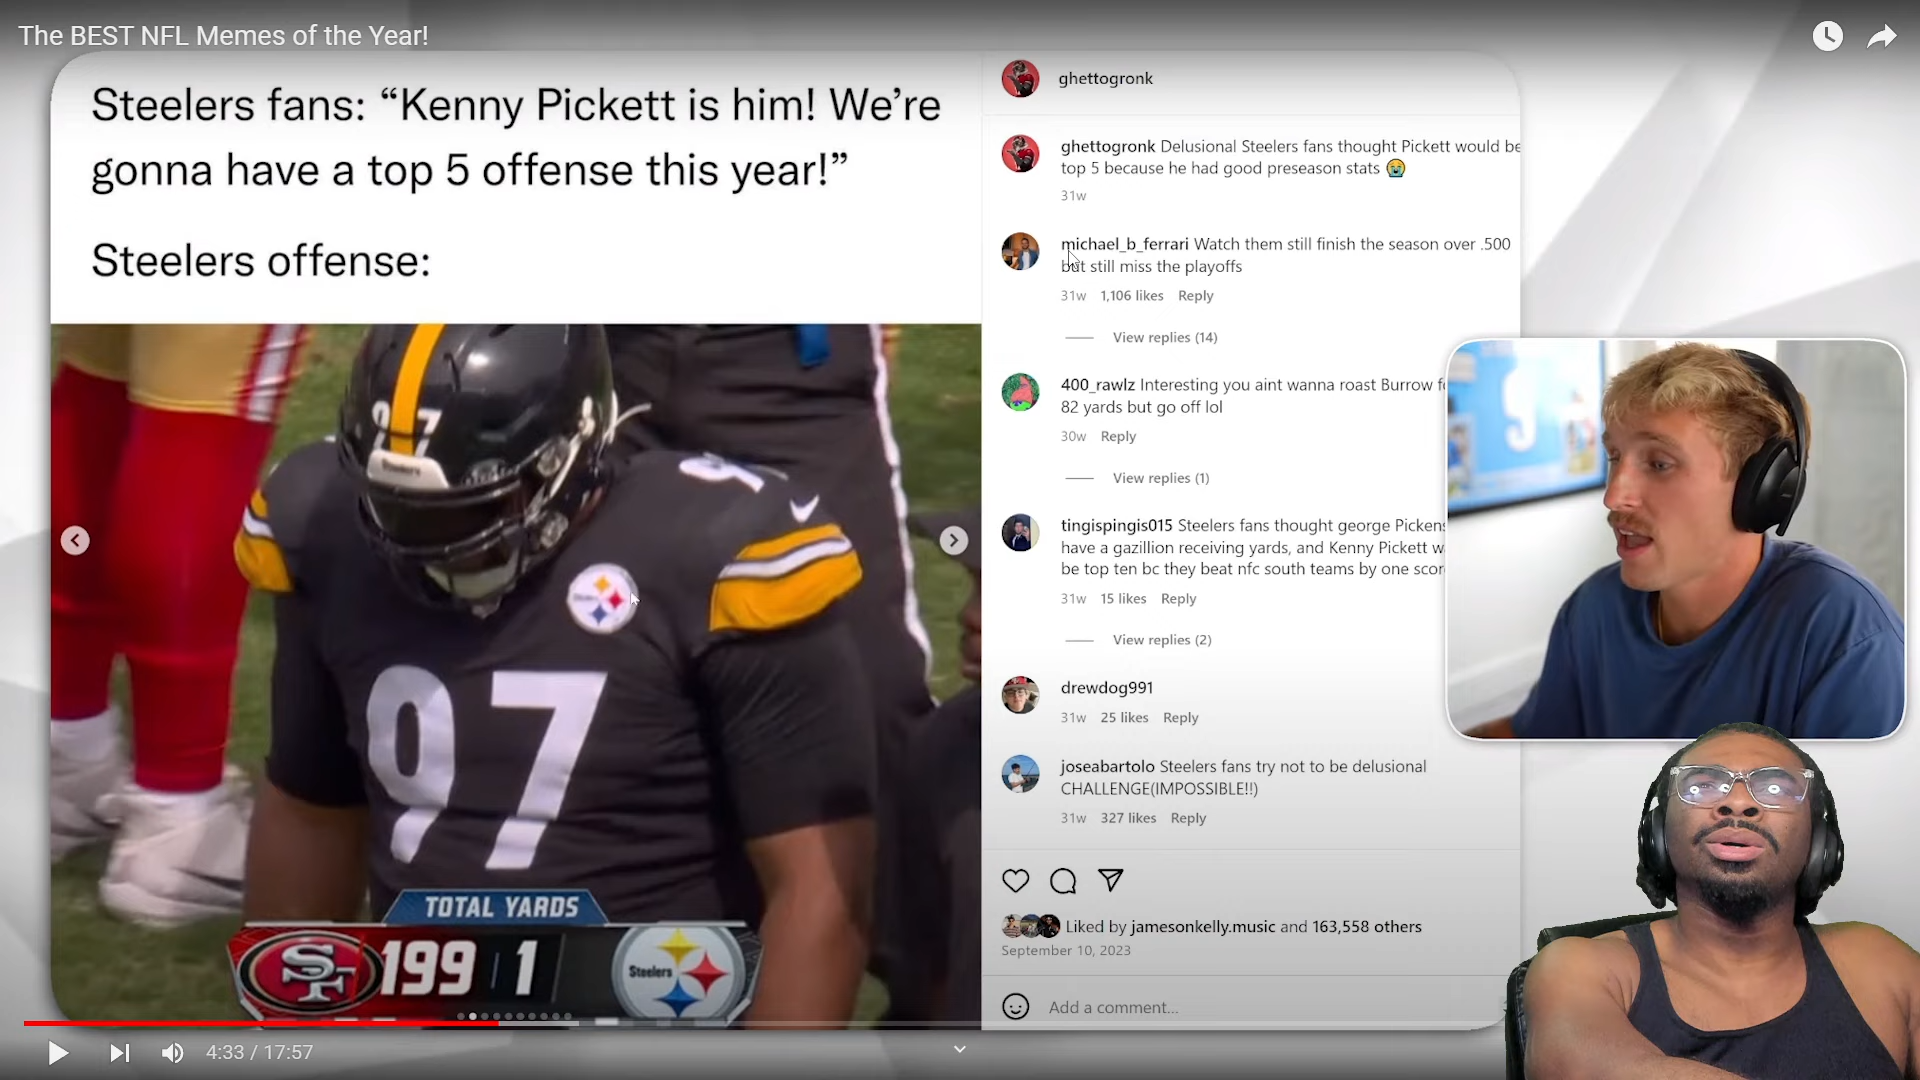 The BEST NFL Memes of the Year!
Steelers fans: “Kenny Pickett is him! We’re
gonna have a top 5 offense this year!”
Steelers offense:
97
Steelers
97
TOTAL YARDS
SF 199 1 Steelers
ghettogronk
ghettogronk Delusional Steelers fans thought Pickett would be
top 5 because he had good preseason stats 😭
31w
michael_b_ferrari Watch them still finish the season over .500
but still miss the playoffs
31w 1,106 likes Reply
View replies (14)
400_rawlz Interesting you aint wanna roast Burrow f
82 yards but go off lol
30w Reply
View replies (1)
tingispingis015 Steelers fans thought george Pickens
have a gazillion receiving yards, and Kenny Pickett w
be top ten bc they beat nfc south teams by one scor
31w 15 likes Reply
View replies (2)
drewdog991
31w 25 likes Reply
joseabartolo Steelers fans try not to be delusional
CHALLENGE(IMPOSSIBLE!!)
31w 327 likes Reply
Liked by jamesonkelly.music and 163,558 others
September 10, 2023
Add a comment...
4:33 / 17:57